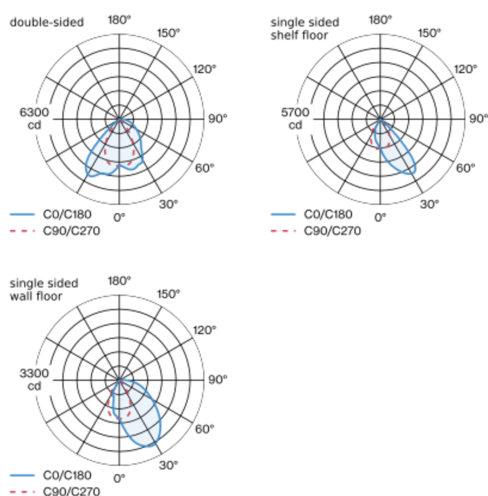 double-sided
180°
150°
120°
90°
60°
30°
0°
6300
cd
C0/C180
C90/C270
single sided
shelf floor
180°
150°
120°
90°
60°
30°
0°
5700
cd
C0/C180
C90/C270
single sided
wall floor
180°
150°
120°
90°
60°
30°
0°
3300
cd
C0/C180
C90/C270